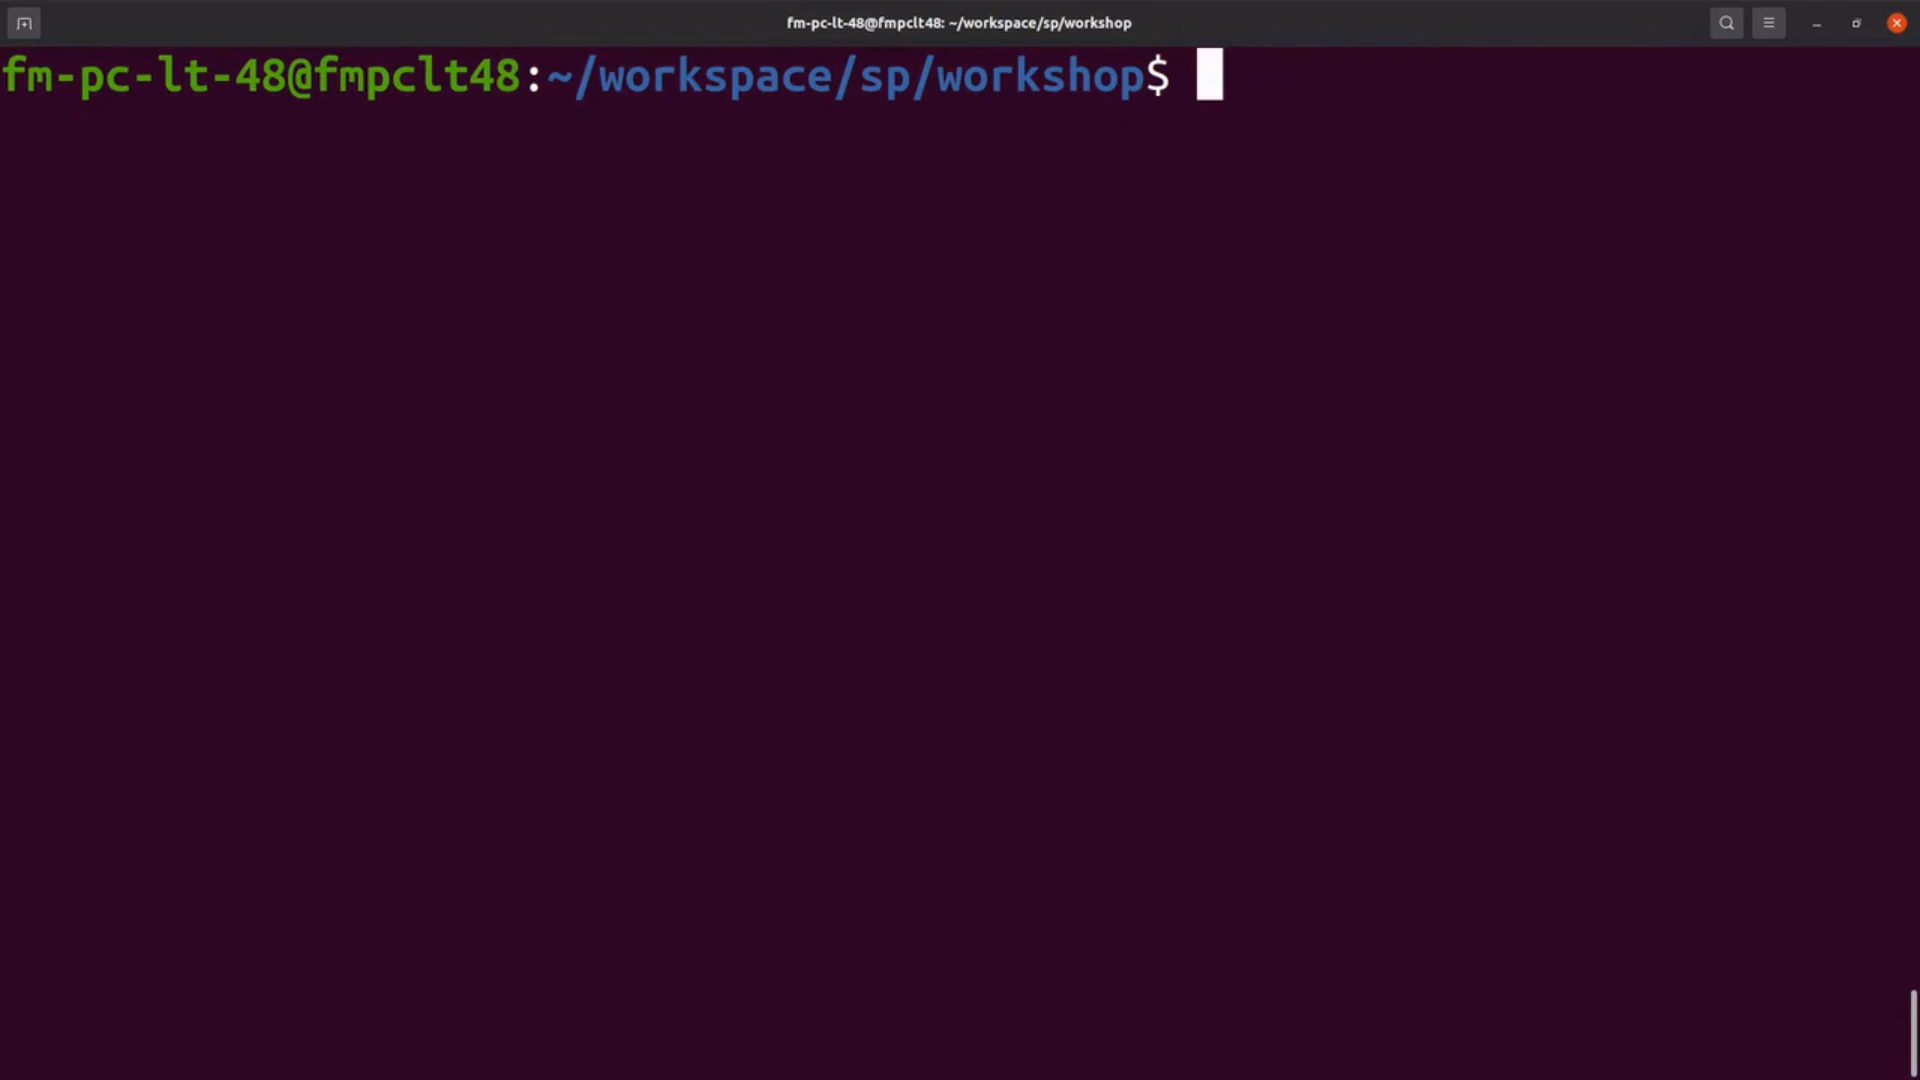 fm-pc-lt-48@fmpclt48: ~/workspace/sp/workshop
fm-pc-lt-48@fmpclt48:~/workspace/sp/workshop$